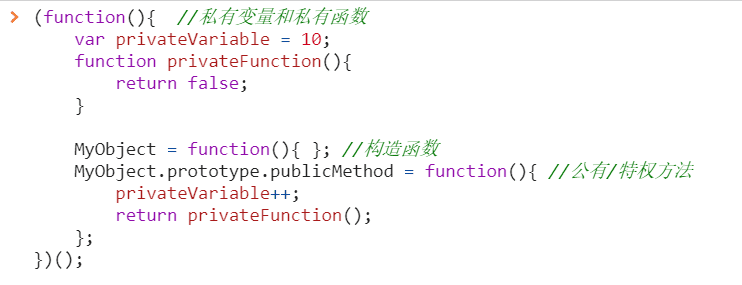 (function(){  //私有变量和私有函数
    var privateVariable = 10;
    function privateFunction(){
        return false;
    }

    MyObject = function(){ }; //构造函数
    MyObject.prototype.publicMethod = function(){ //公有/特权方法
        privateVariable++;
        return privateFunction();
    };
})();